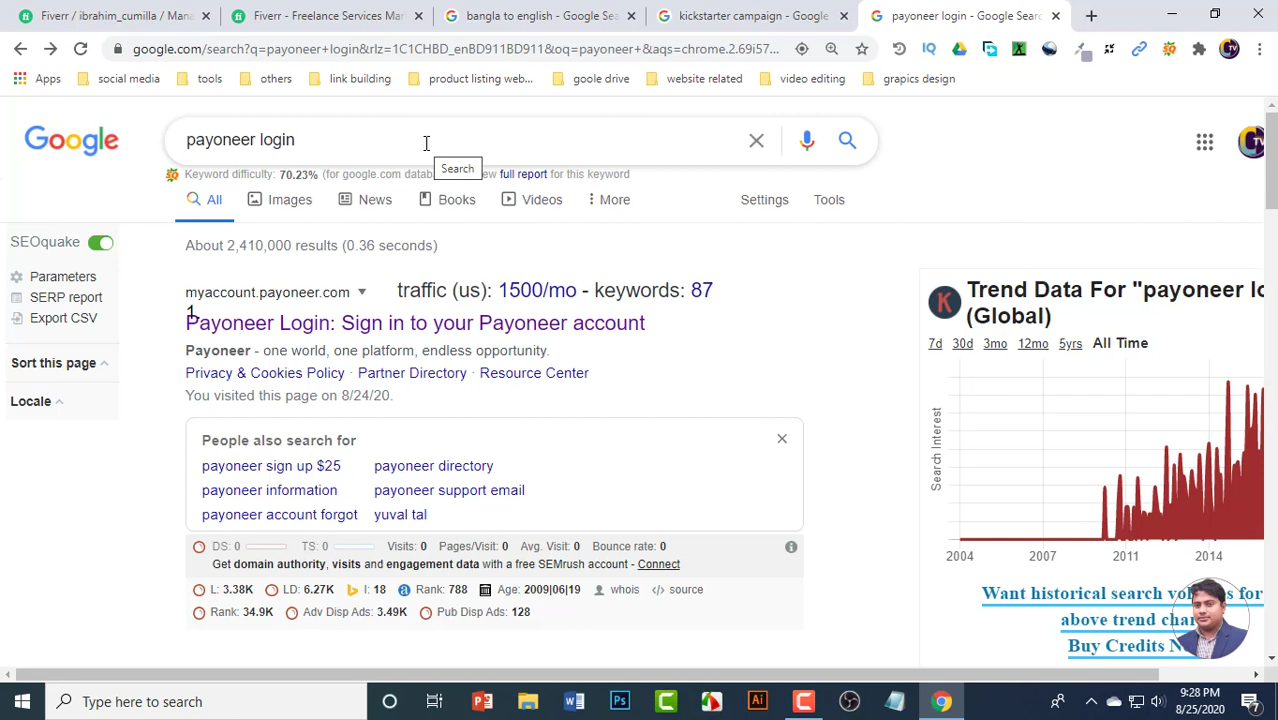 Fiverr / ibrahim_cumilla / Mana
Fiverr - Freelance Services Mar
bangla to english - Google Sea
kickstarter campaign - Google
payoneer login - Google Search
google.com/search?q=payoneer+login&rlz=1C1CHBD_enBD911BD911&oq=payoneer+&aqs=chrome.2.69i57...
Apps
social media
tools
others
link building
product listing web...
goole drive
website related
video editing
grapics design
Google
payoneer login
Search
Keyword difficulty: 70.23% (for google.com datab
ew full report for this keyword
All
Images
News
Books
Videos
More
Settings
Tools
SEOquake
Parameters
SERP report
Export CSV
Sort this page
Locale
About 2,410,000 results (0.36 seconds)
myaccount.payoneer.com
traffic (us): 1500/mo - keywords: 87
1.
Payoneer Login: Sign in to your Payoneer account
Payoneer - one world, one platform, endless opportunity.
Privacy & Cookies Policy · Partner Directory · Resource Center
You visited this page on 8/24/20.
People also search for
payoneer sign up $25
payoneer directory
payoneer information
payoneer support email
payoneer account forgot
yuval tal
DS: 0
TS: 0
Visits: 0
Pages/Visit: 0
Avg. Visit: 0
Bounce rate: 0
Get domain authority, visits and engagement data with a free SEMrush account - Connect
L: 3.38K
LD: 6.27K
I: 18
Rank: 788
Age: 2009|06|19
whois
source
Rank: 34.9K
Adv Disp Ads: 3.49K
Pub Disp Ads: 128
K
Trend Data For "payoneer lo
(Global)
7d
30d
3mo
12mo
5yrs
All Time
Search Interest
2004
2007
2011
2014
Want historical search vol es for
above trend char
Buy Credits N
Type here to search
9:28 PM
8/25/2020
7